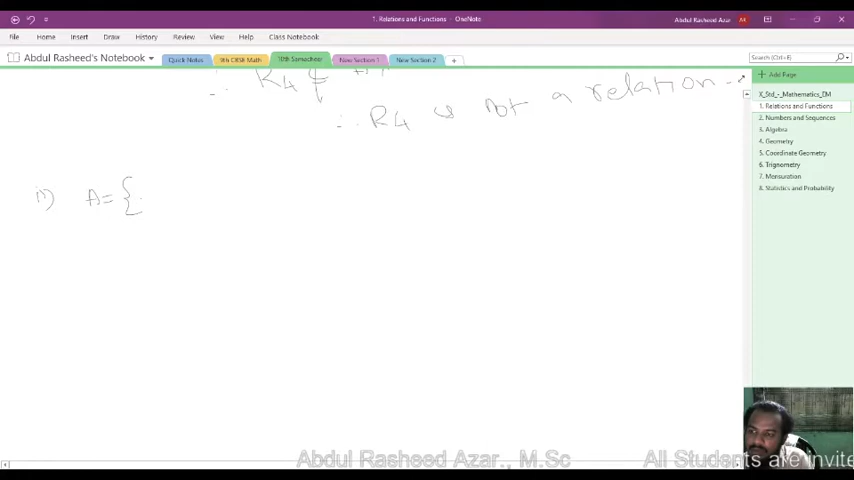 1. Relations and Functions - OneNote
Abdul Rasheed Azar AR
File Home Insert Draw History Review View Help Class Notebook
Abdul Rasheed's Notebook Quick Notes 9th CBSE Math 10th Samacheer New Section 1 New Section 2 + Search (Ctrl+E)
+ Add Page
X_Std_-_Mathematics_EM
1. Relations and Functions
2. Numbers and Sequences
3. Algebra
4. Geometry
5. Coordinate Geometry
6. Trigonometry
7. Mensuration
8. Statistics and Probability
∴ R4 ⊄
∴ R4 is not a relation.
ii) A = {
Abdul Rasheed Azar., M.Sc All Students are invite